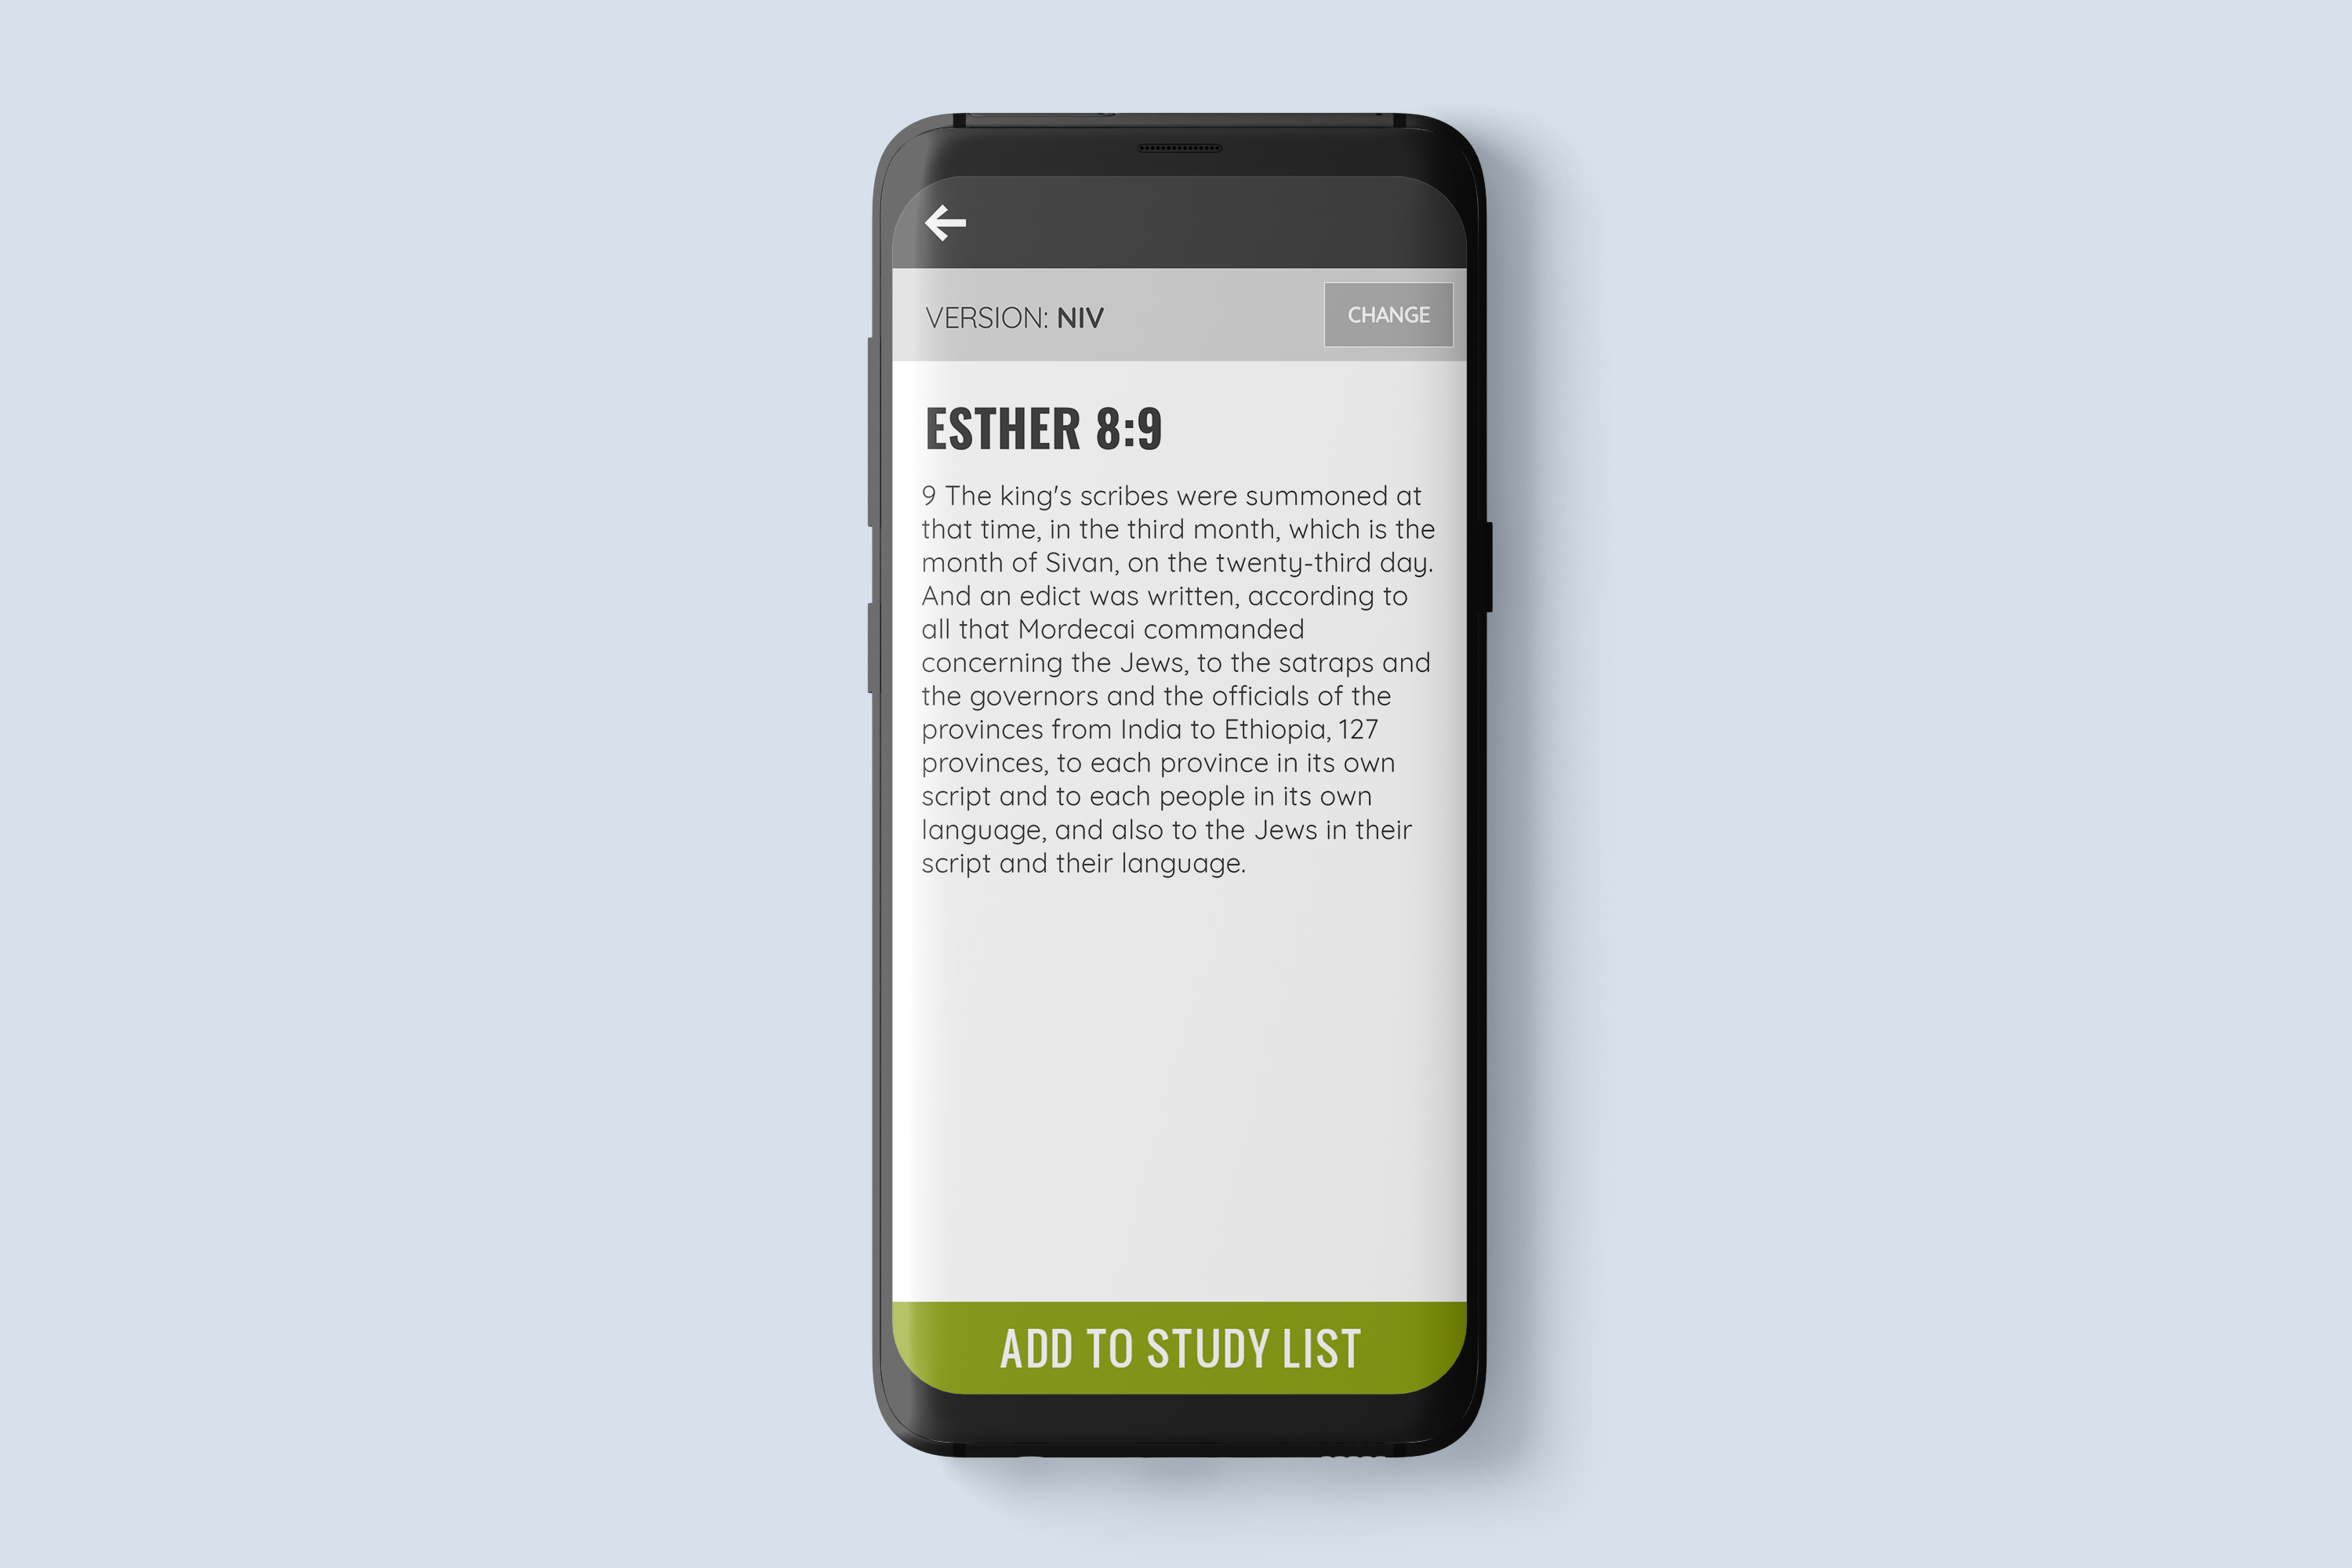 VERSION: NIV
CHANGE
ESTHER 8:9
9 The king's scribes were summoned at
that time, in the third month, which is the
month of Sivan, on the twenty-third day.
And an edict was written, according to
all that Mordecai commanded
concerning the Jews, to the satraps and
the governors and the officials of the
provinces from India to Ethiopia, 127
provinces, to each province in its own
script and to each people in its own
language, and also to the Jews in their
script and their language.
ADD TO STUDY LIST